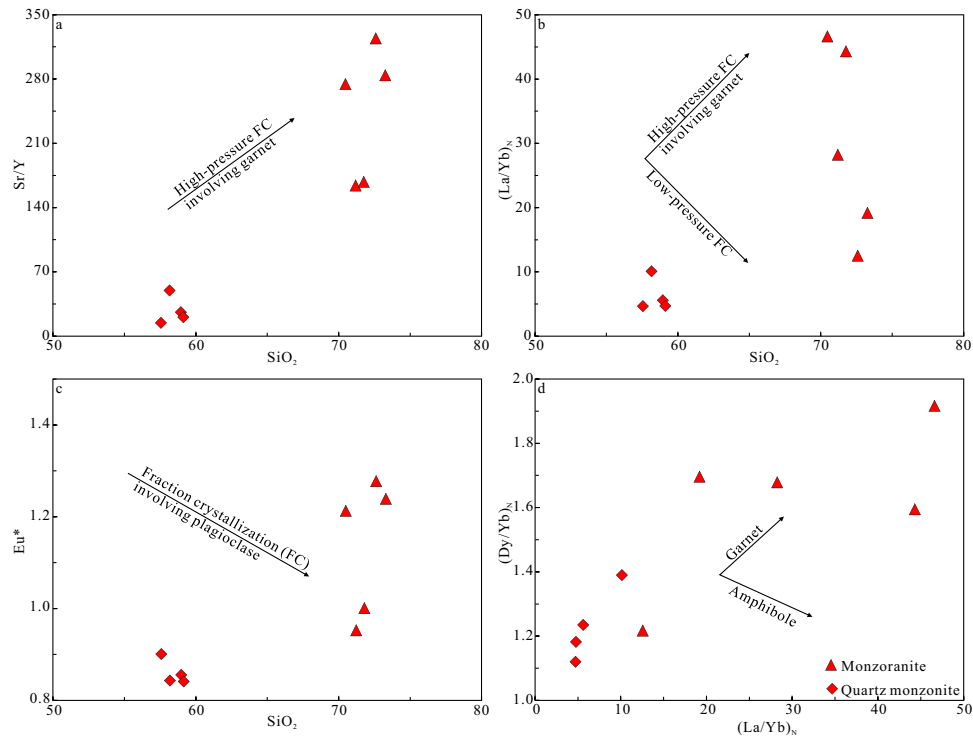 a
350
280
210
140
70
0
Sr/Y
High-pressure FC
involving garnet
50
60
70
80
SiO₂
b
50
40
30
20
10
0
(La/Yb)N
High-pressure FC
involving garnet
Low-pressure FC
50
60
70
80
SiO₂
c
1.4
1.2
1.0
0.8
Eu*
Fraction crystallization (FC)
involving plagioclase
50
60
70
80
SiO₂
d
2.0
1.8
1.6
1.4
1.2
1.0
(Dy/Yb)N
Garnet
Amphibole
Monzoranite
Quartz monzonite
0
10
20
30
40
50
(La/Yb)N